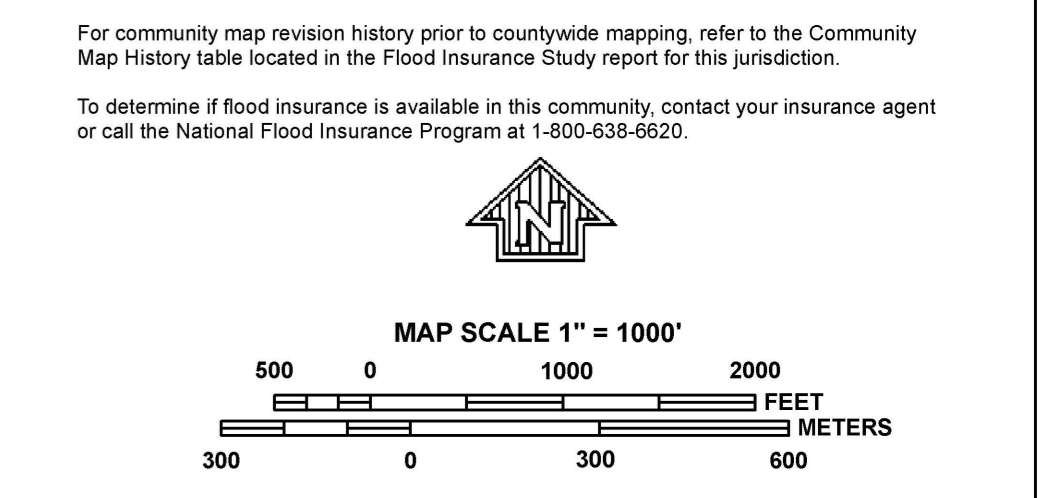 For community map revision history prior to countywide mapping, refer to the Community
Map History table located in the Flood Insurance Study report for this jurisdiction.
To determine if flood insurance is available in this community, contact your insurance agent
or call the National Flood Insurance Program at 1-800-638-6620.
N
MAP SCALE 1" = 1000'
500 0 1000 2000
FEET
METERS
300 0 300 600